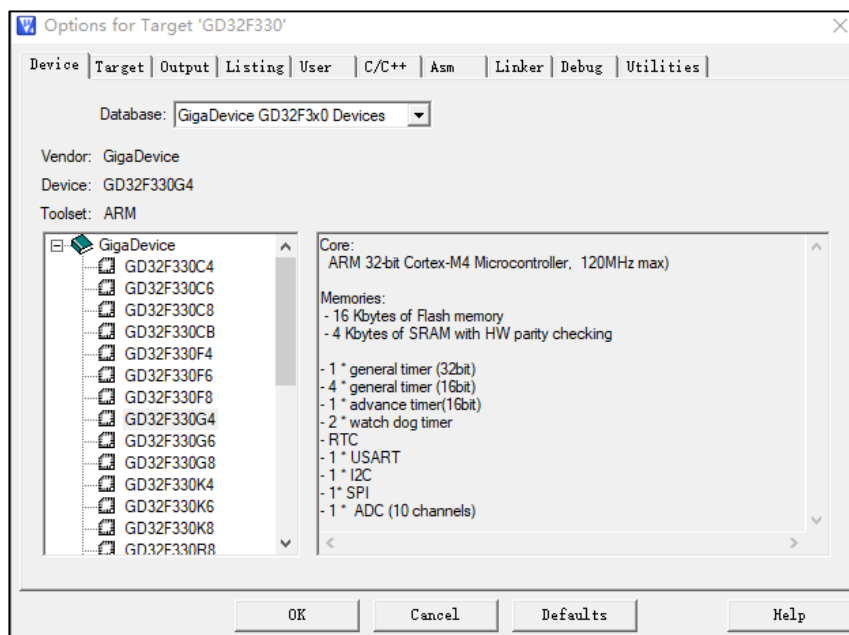 Options for Target 'GD32F330'
Device Target Output Listing User C/C++ Asm Linker Debug Utilities
Database: GigaDevice GD32F3x0 Devices
Vendor: GigaDevice
Device: GD32F330G4
Toolset: ARM
GigaDevice
GD32F330C4
GD32F330C6
GD32F330C8
GD32F330CB
GD32F330F4
GD32F330F6
GD32F330F8
GD32F330G4
GD32F330G6
GD32F330G8
GD32F330K4
GD32F330K6
GD32F330K8
GD32F330R8
Core:
ARM 32-bit Cortex-M4 Microcontroller, 120MHz max)
Memories:
- 16 Kbytes of Flash memory
- 4 Kbytes of SRAM with HW parity checking
- 1 * general timer (32bit)
- 4 * general timer (16bit)
- 1 * advance timer(16bit)
- 2 * watch dog timer
- RTC
- 1 * USART
- 1 * I2C
- 1* SPI
- 1 * ADC (10 channels)
OK Cancel Defaults Help